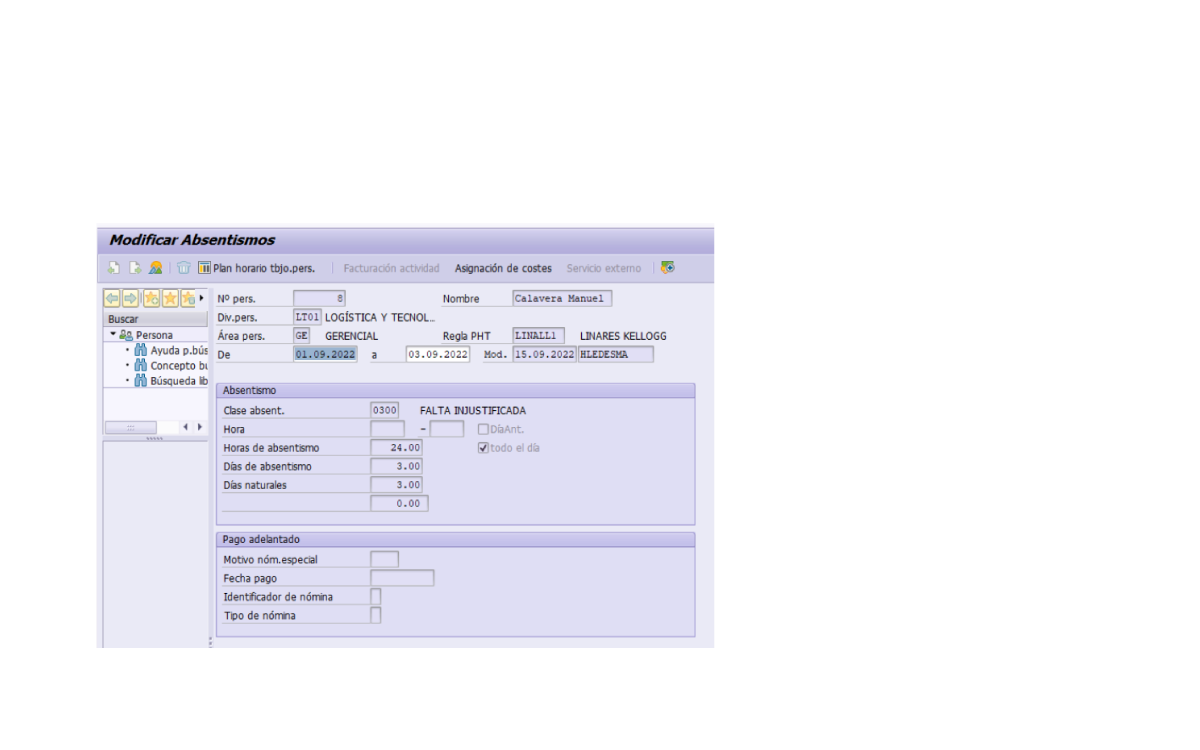 Modificar Absentismos
Plan horario tbjo.pers. Facturación actividad Asignación de costes Servicio externo
Buscar
Persona
Ayuda p.bús
Concepto bu
Búsqueda lib
Nº pers. 8 Nombre Calavera Manuel
Div.pers. LT01 LOGÍSTICA Y TECNOL...
Área pers. GE GERENCIAL Regla PHT LINALL1 LINARES KELLOGG
De 01.09.2022 a 03.09.2022 Mod. 15.09.2022 HLEDESMA
Absentismo
Clase absent. 0300 FALTA INJUSTIFICADA
Hora - DíaAnt.
Horas de absentismo 24.00 todo el día
Días de absentismo 3.00
Días naturales 3.00
0.00
Pago adelantado
Motivo nóm.especial
Fecha pago
Identificador de nómina
Tipo de nómina